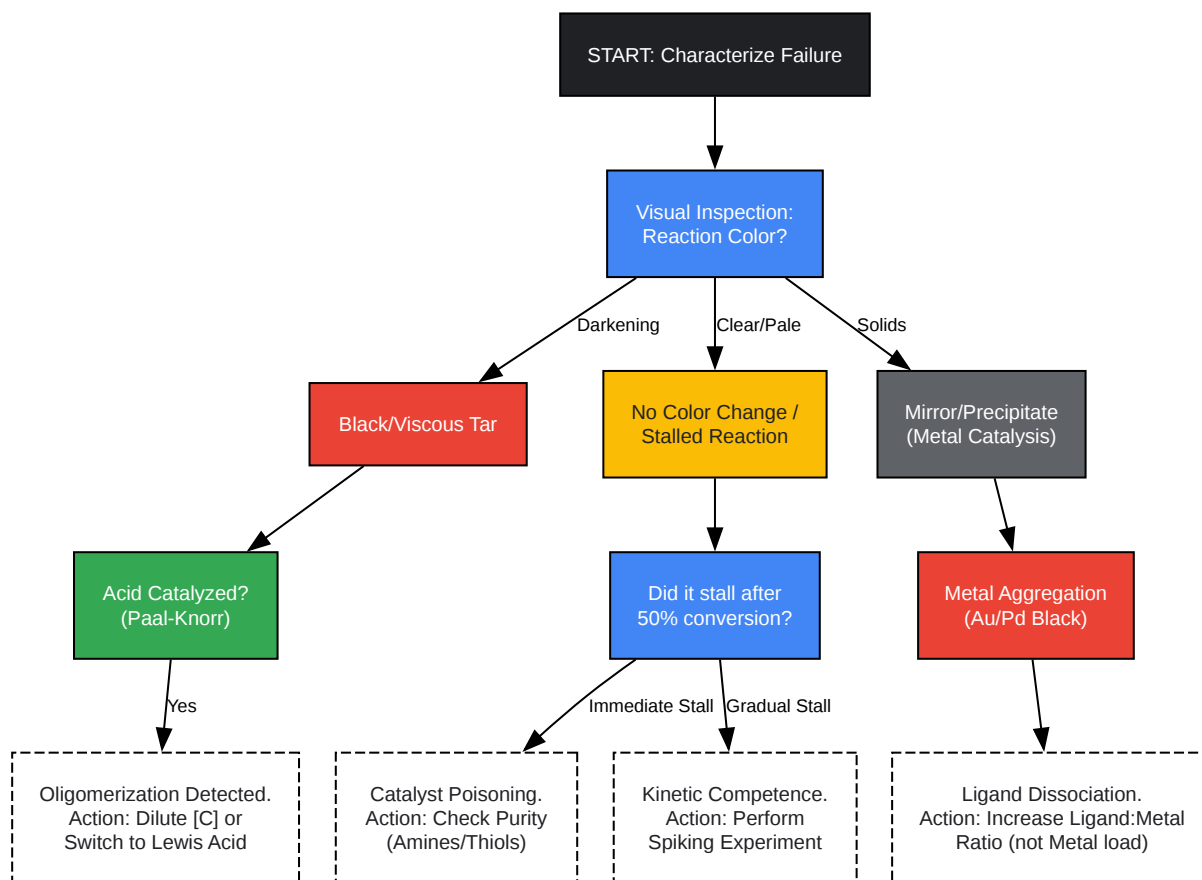 START: Characterize Failure
Visual Inspection:
Reaction Color?
Darkening
Clear/Pale
Solids
Black/Viscous Tar
No Color Change /
Stalled Reaction
Mirror/Precipitate
(Metal Catalysis)
Acid Catalyzed?
(Paal-Knorr)
Did it stall after
50% conversion?
Metal Aggregation
(Au/Pd Black)
Yes
Immediate Stall
Gradual Stall
Oligomerization Detected.
Action: Dilute [C] or
Switch to Lewis Acid
Catalyst Poisoning.
Action: Check Purity
(Amines/Thiols)
Kinetic Competence.
Action: Perform
Spiking Experiment
Ligand Dissociation.
Action: Increase Ligand:Metal
Ratio (not Metal load)